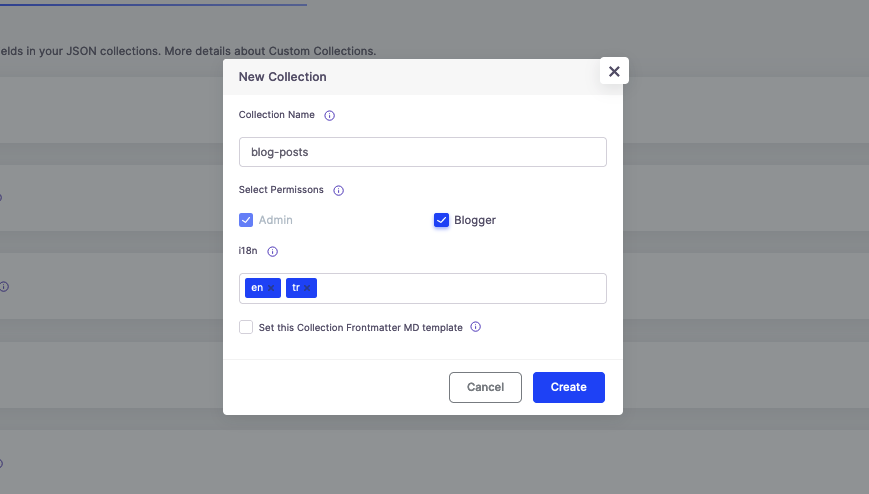 elds in your JSON collections. More details about Custom Collections.
New Collection
Collection Name
blog-posts
Select Permissons
Admin
Blogger
i18n
en
tr
Set this Collection Frontmatter MD template
Cancel
Create